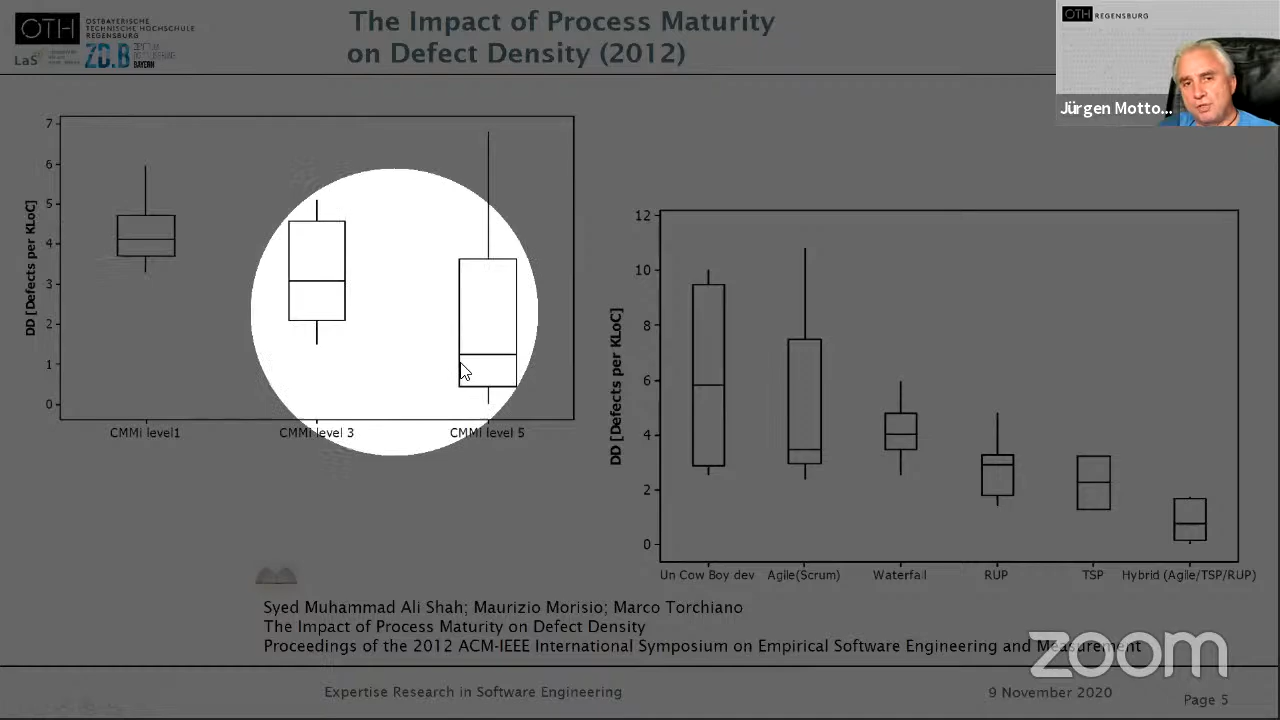 OTH
OSTBAYERISCHE
TECHNISCHE HOCHSCHULE
REGENSBURG
LaS³
ZD.B
BAYERN
The Impact of Process Maturity
on Defect Density (2012)
OTH REGENSBURG
Jürgen Motto...
DD [Defects per KLoC]
7
6
5
4
3
2
1
0
CMMi level1
CMMi level 3
CMMi level 5
DD [Defects per KLoC]
12
10
8
6
4
2
0
Un Cow Boy dev
Agile(Scrum)
Waterfall
RUP
TSP
Hybrid (Agile/TSP/RUP)
Syed Muhammad Ali Shah; Maurizio Morisio; Marco Torchiano
The Impact of Process Maturity on Defect Density
Proceedings of the 2012 ACM-IEEE International Symposium on Empirical Software Engineering and Measurement
zoom
Expertise Research in Software Engineering
9 November 2020
Page 5